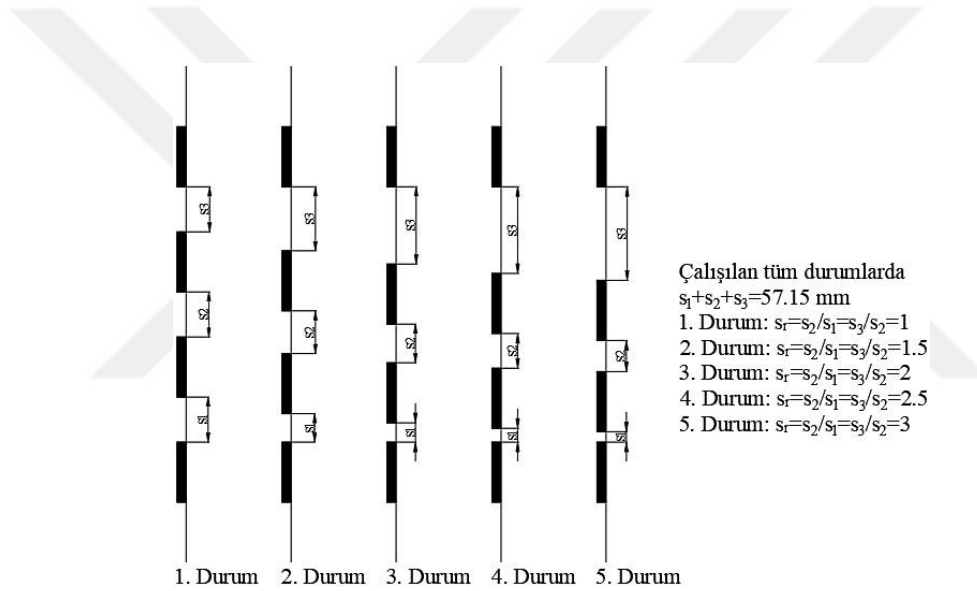 s3
s2
s1
s3
s2
s1
s3
s2
s1
s3
s2
s1
s3
s2
s1
Çalışılan tüm durumlarda
s₁+s₂+s₃=57.15 mm
1. Durum: sᵣ=s₂/s₁=s₃/s₂=1
2. Durum: sᵣ=s₂/s₁=s₃/s₂=1.5
3. Durum: sᵣ=s₂/s₁=s₃/s₂=2
4. Durum: sᵣ=s₂/s₁=s₃/s₂=2.5
5. Durum: sᵣ=s₂/s₁=s₃/s₂=3
1. Durum 2. Durum 3. Durum 4. Durum 5. Durum